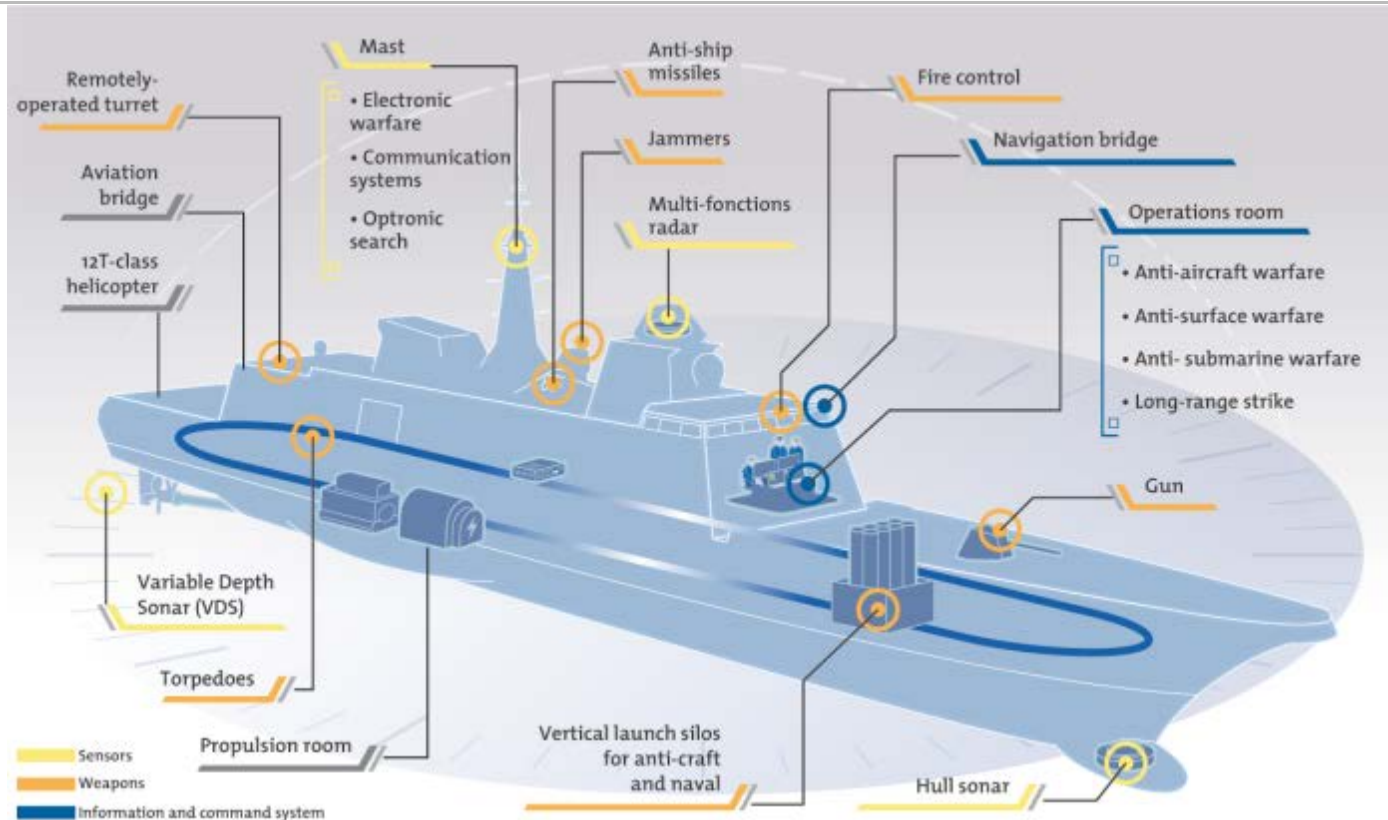 Mast
• Electronic
warfare
• Communication
systems
• Optronic
search
Anti-ship
missiles
Fire control
Remotely-
operated turret
Jammers
Navigation bridge
Aviation
bridge
Multi-fonctions
radar
Operations room
• Anti-aircraft warfare
• Anti-surface warfare
• Anti- submarine warfare
• Long-range strike
12T-class
helicopter
Gun
Variable Depth
Sonar (VDS)
Torpedoes
Propulsion room
Vertical launch silos
for anti-craft
and naval
Hull sonar
Sensors
Weapons
Information and command system